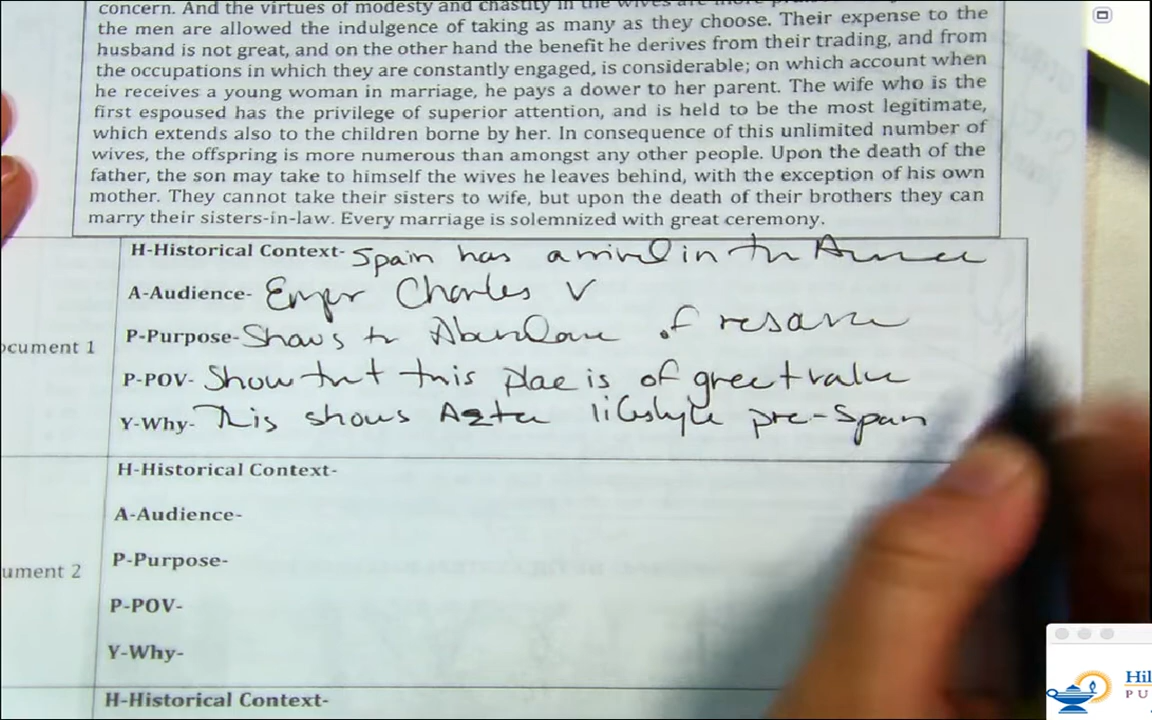 concern. And the virtues of modesty and chastity in the wives are more
the men are allowed the indulgence of taking as many as they choose. Their expense to the
husband is not great, and on the other hand the benefit he derives from their trading, and from
the occupations in which they are constantly engaged, is considerable; on which account when
he receives a young woman in marriage, he pays a dower to her parent. The wife who is the
first espoused has the privilege of superior attention, and is held to be the most legitimate,
which extends also to the children borne by her. In consequence of this unlimited number of
wives, the offspring is more numerous than amongst any other people. Upon the death of the
father, the son may take to himself the wives he leaves behind, with the exception of his own
mother. They cannot take their sisters to wife, but upon the death of their brothers they can
marry their sisters-in-law. Every marriage is solemnized with great ceremony.
H-Historical Context- Spain has in
A-Audience- Charles V
P-Purpose- Shows of
ocument 1
P-POV- Show this is of great value
Y-Why- This shows lifestyle pre-Span
H-Historical Context-
A-Audience-
P-Purpose-
ument 2
P-POV-
Y-Why-
H-Historical Context-
Hil
PU